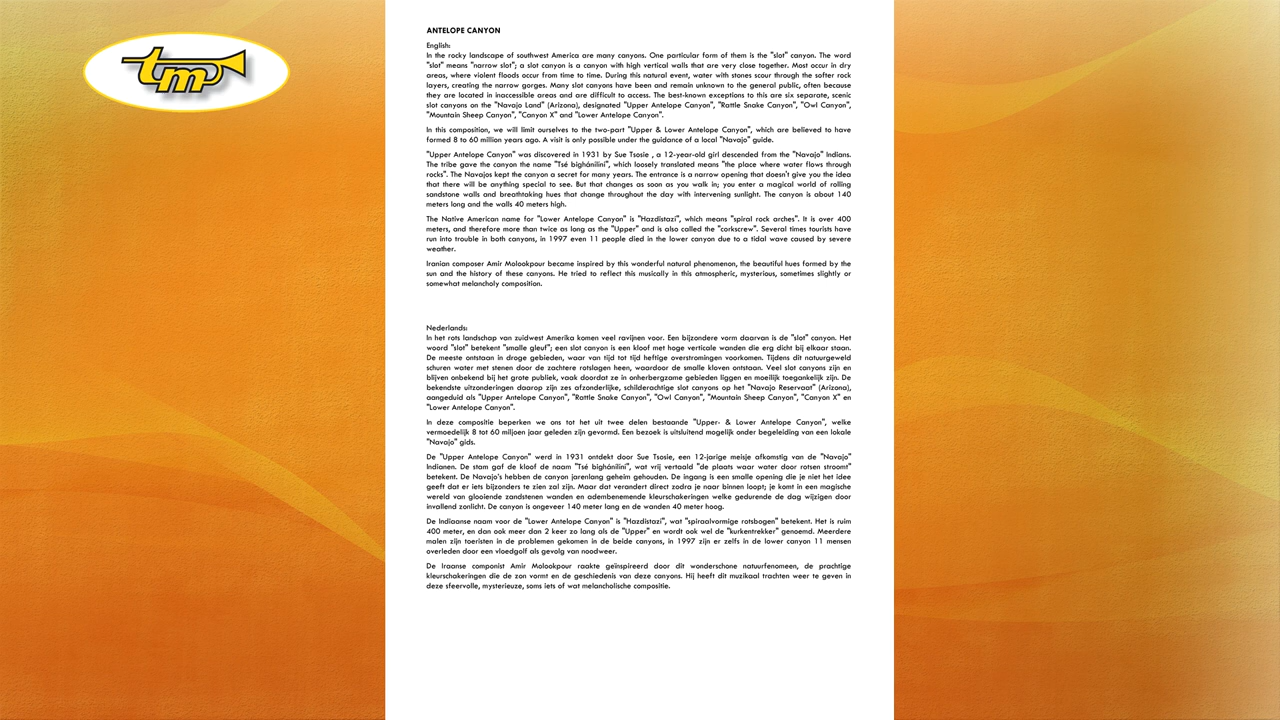 tm
ANTELOPE CANYON
English:
In the rocky landscape of southwest America are many canyons. One particular form of them is the "slot" canyon. The word
"slot" means "narrow slot"; a slot canyon is a canyon with high vertical walls that are very close together. Most occur in dry
areas, where violent floods occur from time to time. During this natural event, water with stones scour through the softer rock
layers, creating the narrow gorges. Many slot canyons have been and remain unknown to the general public, often because
they are located in inaccessible areas and are difficult to access. The best-known exceptions to this are six separate, scenic
slot canyons on the "Navajo Land" (Arizona), designated "Upper Antelope Canyon", "Rattle Snake Canyon", "Owl Canyon",
"Mountain Sheep Canyon", "Canyon X" and "Lower Antelope Canyon".
In this composition, we will limit ourselves to the two-part "Upper & Lower Antelope Canyon", which are believed to have
formed 8 to 60 million years ago. A visit is only possible under the guidance of a local "Navajo" guide.
"Upper Antelope Canyon" was discovered in 1931 by Sue Tsosie , a 12-year-old girl descended from the "Navajo" Indians.
The tribe gave the canyon the name "Tsé bighánílíní", which loosely translated means "the place where water flows through
rocks". The Navajos kept the canyon a secret for many years. The entrance is a narrow opening that doesn't give you the idea
that there will be anything special to see. But that changes as soon as you walk in; you enter a magical world of rolling
sandstone walls and breathtaking hues that change throughout the day with intervening sunlight. The canyon is about 140
meters long and the walls 40 meters high.
The Native American name for "Lower Antelope Canyon" is "Hazdistazí", which means "spiral rock arches". It is over 400
meters, and therefore more than twice as long as the "Upper" and is also called the "corkscrew". Several times tourists have
run into trouble in both canyons, in 1997 even 11 people died in the lower canyon due to a tidal wave caused by severe
weather.
Iranian composer Amir Molookpour became inspired by this wonderful natural phenomenon, the beautiful hues formed by the
sun and the history of these canyons. He tried to reflect this musically in this atmospheric, mysterious, sometimes slightly or
somewhat melancholy composition.
Nederlands:
In het rots landschap van zuidwest Amerika komen veel ravijnen voor. Een bijzondere vorm daarvan is de "slot" canyon. Het
woord "slot" betekent "smalle gleuf"; een slot canyon is een kloof met hoge verticale wanden die erg dicht bij elkaar staan.
De meeste ontstaan in droge gebieden, waar van tijd tot tijd heftige overstromingen voorkomen. Tijdens dit natuurgeweld
schuren water met stenen door de zachtere rotslagen heen, waardoor de smalle kloven ontstaan. Veel slot canyons zijn en
blijven onbekend bij het grote publiek, vaak doordat ze in onherbergzame gebieden liggen en moeilijk toegankelijk zijn. De
bekendste uitzonderingen daarop zijn zes afzonderlijke, schilderachtige slot canyons op het "Navajo Reservaat" (Arizona),
aangeduid als "Upper Antelope Canyon", "Rattle Snake Canyon", "Owl Canyon", "Mountain Sheep Canyon", "Canyon X" en
"Lower Antelope Canyon".
In deze compositie beperken we ons tot het uit twee delen bestaande "Upper- & Lower Antelope Canyon", welke
vermoedelijk 8 tot 60 miljoen jaar geleden zijn gevormd. Een bezoek is uitsluitend mogelijk onder begeleiding van een lokale
"Navajo" gids.
De "Upper Antelope Canyon" werd in 1931 ontdekt door Sue Tsosie, een 12-jarige meisje afkomstig van de "Navajo"
Indianen. De stam gaf de kloof de naam "Tsé bighánílíní", wat vrij vertaald "de plaats waar water door rotsen stroomt"
betekent. De Navajo's hebben de canyon jarenlang geheim gehouden. De ingang is een smalle opening die je niet het idee
geeft dat er iets bijzonders te zien zal zijn. Maar dat verandert direct zodra je naar binnen loopt; je komt in een magische
wereld van glooiende zandstenen wanden en adembenemende kleurschakeringen welke gedurende de dag wijzigen door
invallend zonlicht. De canyon is ongeveer 140 meter lang en de wanden 40 meter hoog.
De Indiaanse naam voor de "Lower Antelope Canyon" is "Hazdistazí", wat "spiraalvormige rotsbogen" betekent. Het is ruim
400 meter, en dan ook meer dan 2 keer zo lang als de "Upper" en wordt ook wel de "kurkentrekker" genoemd. Meerdere
malen zijn toeristen in de problemen gekomen in de beide canyons, in 1997 zijn er zelfs in de lower canyon 11 mensen
overleden door een vloedgolf als gevolg van noodweer.
De Iraanse componist Amir Molookpour raakte geïnspireerd door dit wonderschone natuurfenomeen, de prachtige
kleurschakeringen die de zon vormt en de geschiedenis van deze canyons. Hij heeft dit muzikaal trachten weer te geven in
deze sfeervolle, mysterieuze, soms iets of wat melancholische compositie.